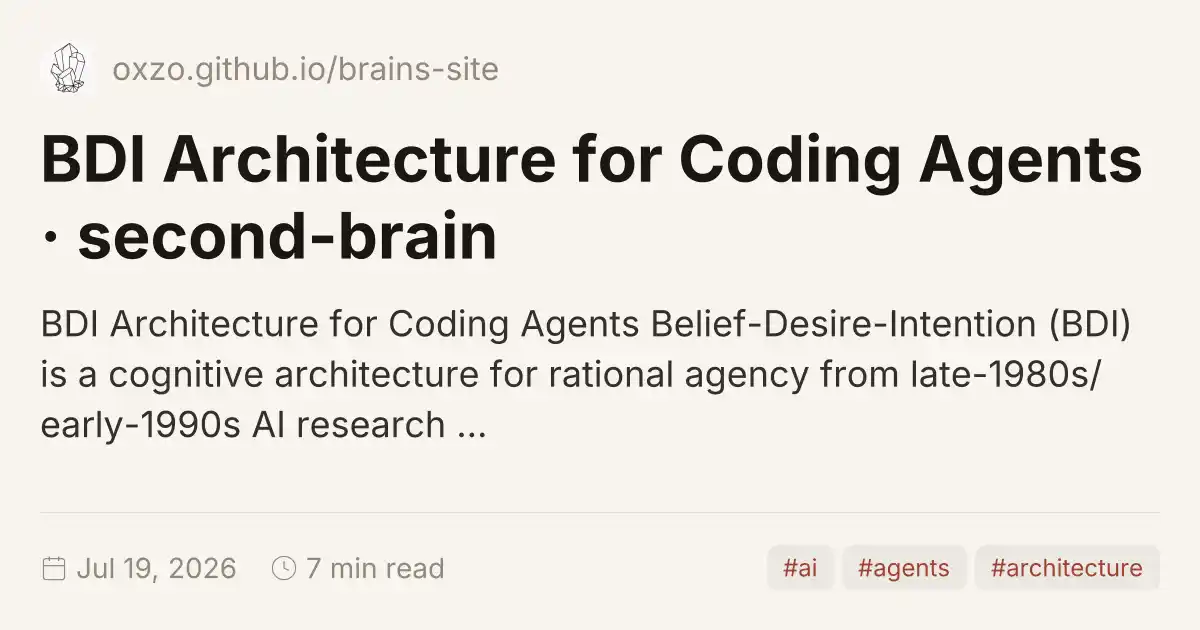 oxzo.github.io/brains-site
BDI Architecture for Coding Agents
· second-brain
BDI Architecture for Coding Agents Belief-Desire-Intention (BDI)
is a cognitive architecture for rational agency from late-1980s/
early-1990s AI research ...
Jul 19, 2026 7 min read #ai #agents #architecture